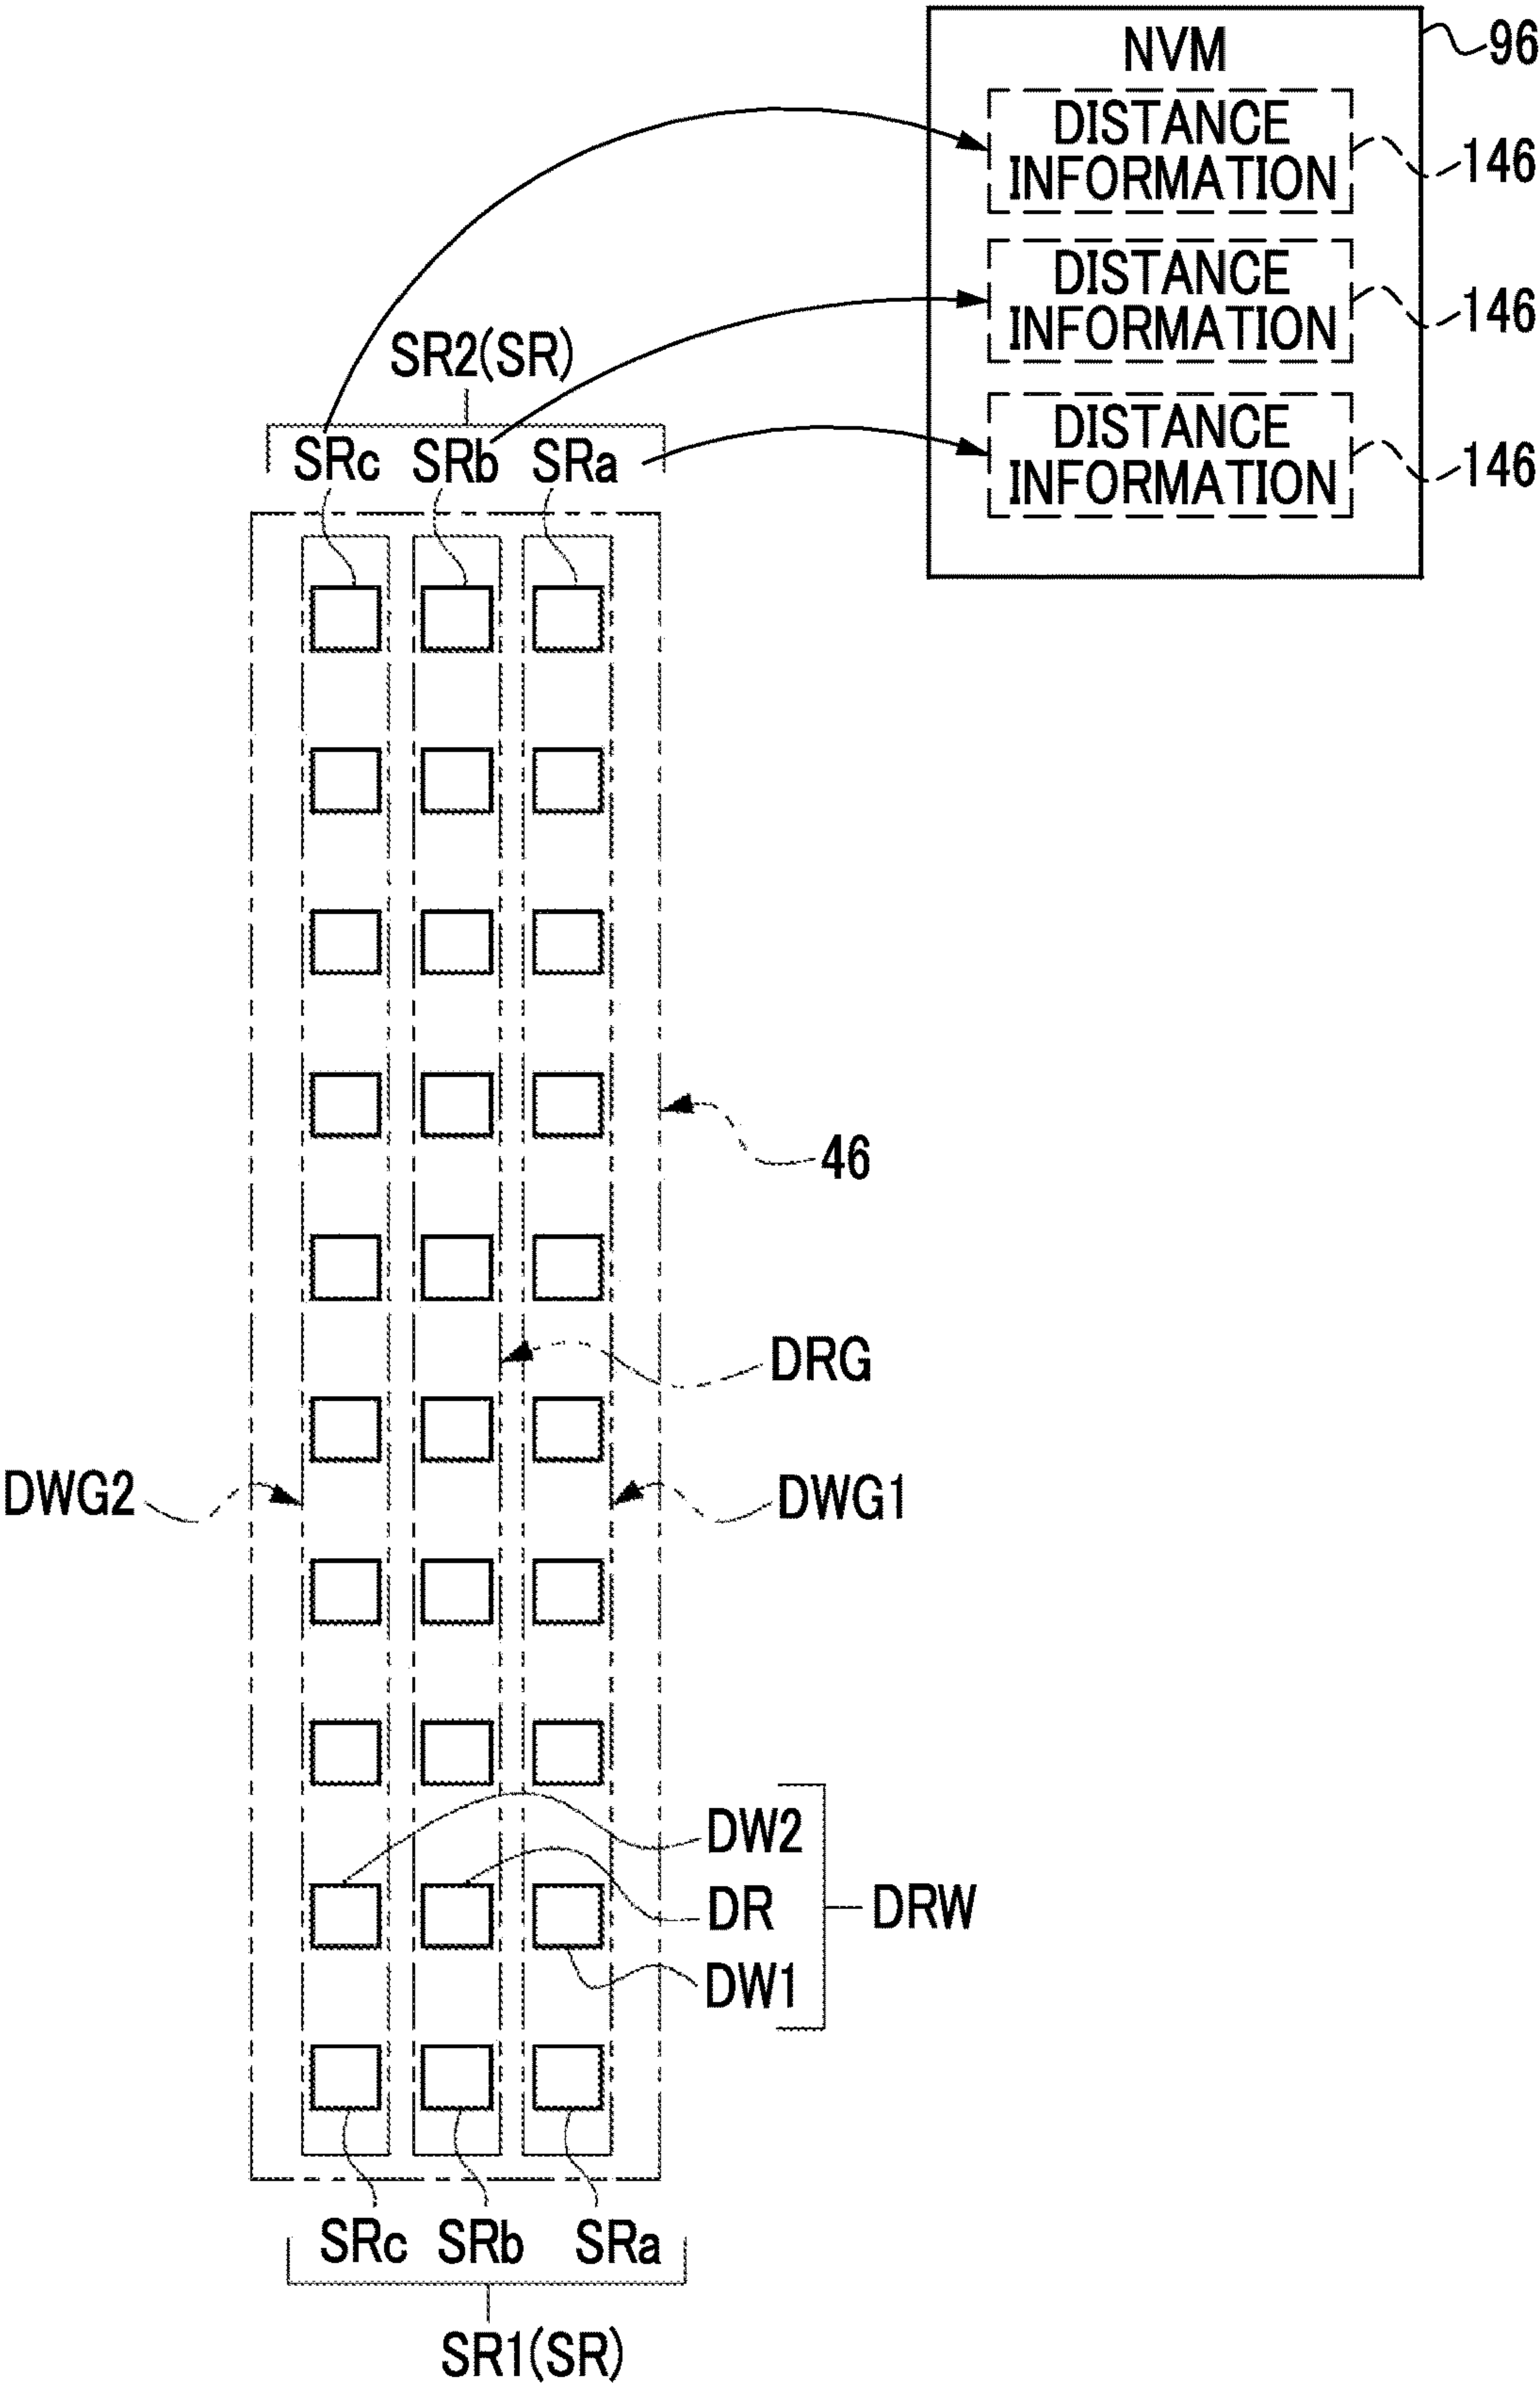 NVM
96
DISTANCE
INFORMATION
146
DISTANCE
INFORMATION
146
DISTANCE
INFORMATION
146
SR2(SR)
SRc SRb SRa
46
DRG
DWG2
DWG1
DW2
DR
DW1
DRW
SRc SRb SRa
SR1(SR)